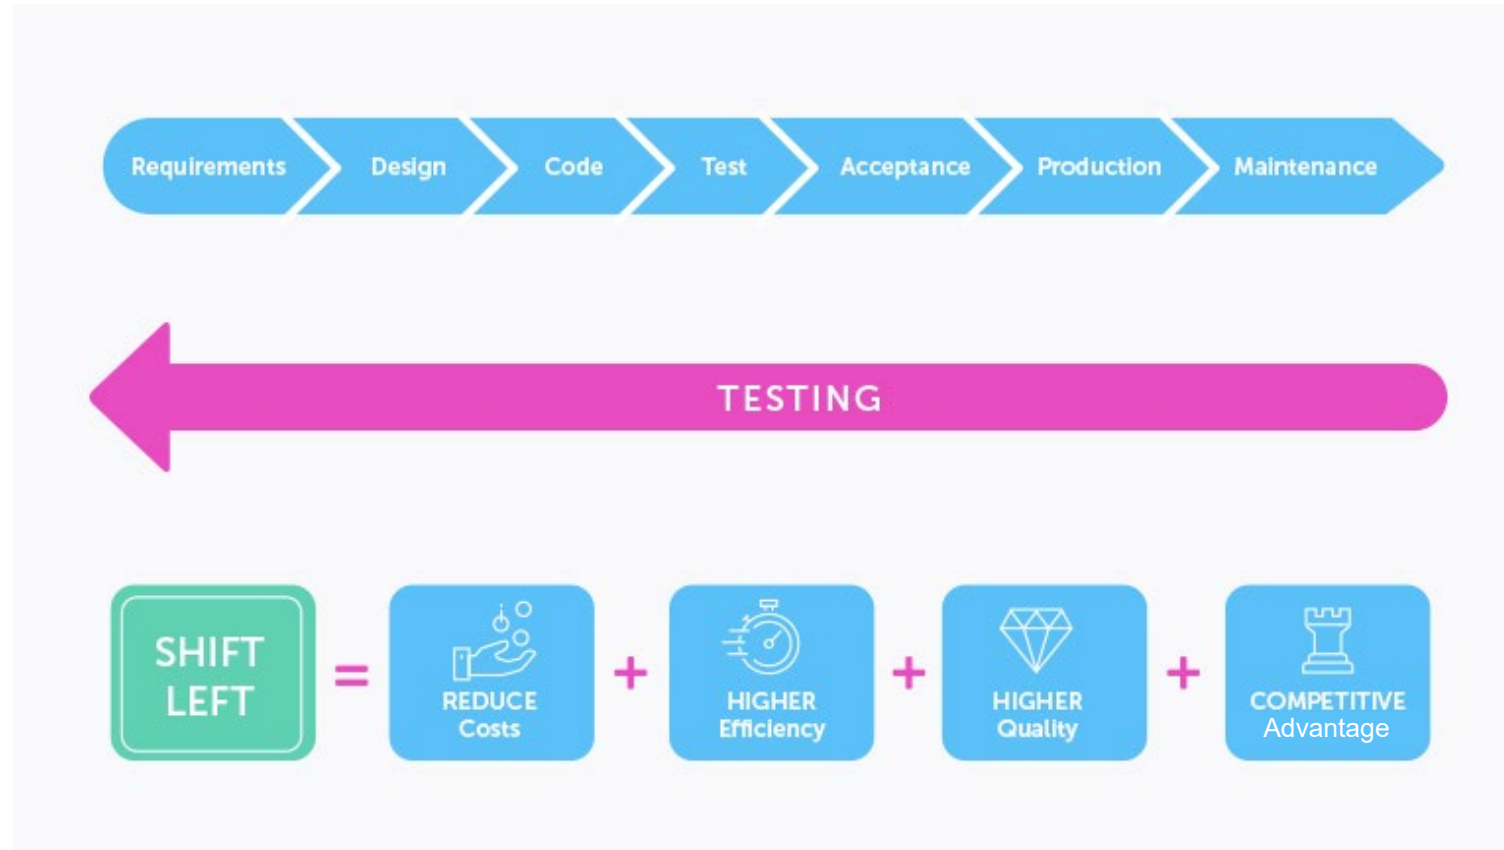 Requirements Design Code Test Acceptance Production Maintenance
TESTING
SHIFT
LEFT
=
REDUCE
Costs
+
HIGHER
Efficiency
+
HIGHER
Quality
+
COMPETITIVE
Advantage